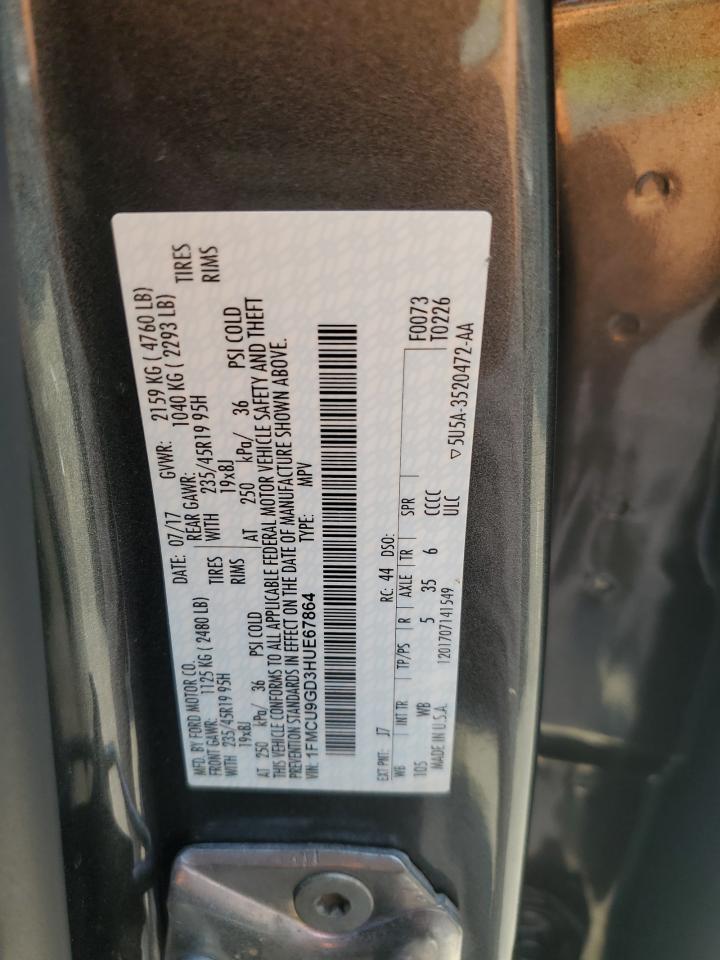 MFD. BY FORD MOTOR CO. DATE: 07/17 GVWR: 2159 KG ( 4760 LB)
FRONT GAWR: 1125 KG ( 2480 LB) REAR GAWR: 1040 KG ( 2293 LB)
WITH 235/45R19 95H TIRES WITH 235/45R19 95H TIRES
19x8J RIMS 19x8J RIMS
AT 250 kPa/ 36 PSI COLD AT 250 kPa/ 36 PSI COLD
THIS VEHICLE CONFORMS TO ALL APPLICABLE FEDERAL MOTOR VEHICLE SAFETY AND THEFT
PREVENTION STANDARDS IN EFFECT ON THE DATE OF MANUFACTURE SHOWN ABOVE.
VIN: 1FMCU9GD3HUE67864 TYPE: MPV
EXT PNT: J7 RC: 44 DSO: F0073
WB INT TR TP/PS R AXLE TR SPR T0226
105 WB 5 35 6 CCCC
MADE IN U.S.A. 1201707141549 ULC ▽5U5A-3520472-AA